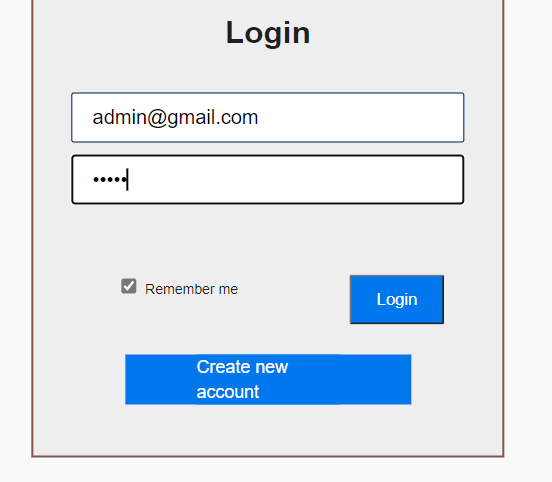 Login
admin@gmail.com
•••••
Remember me
Login
Create new
account